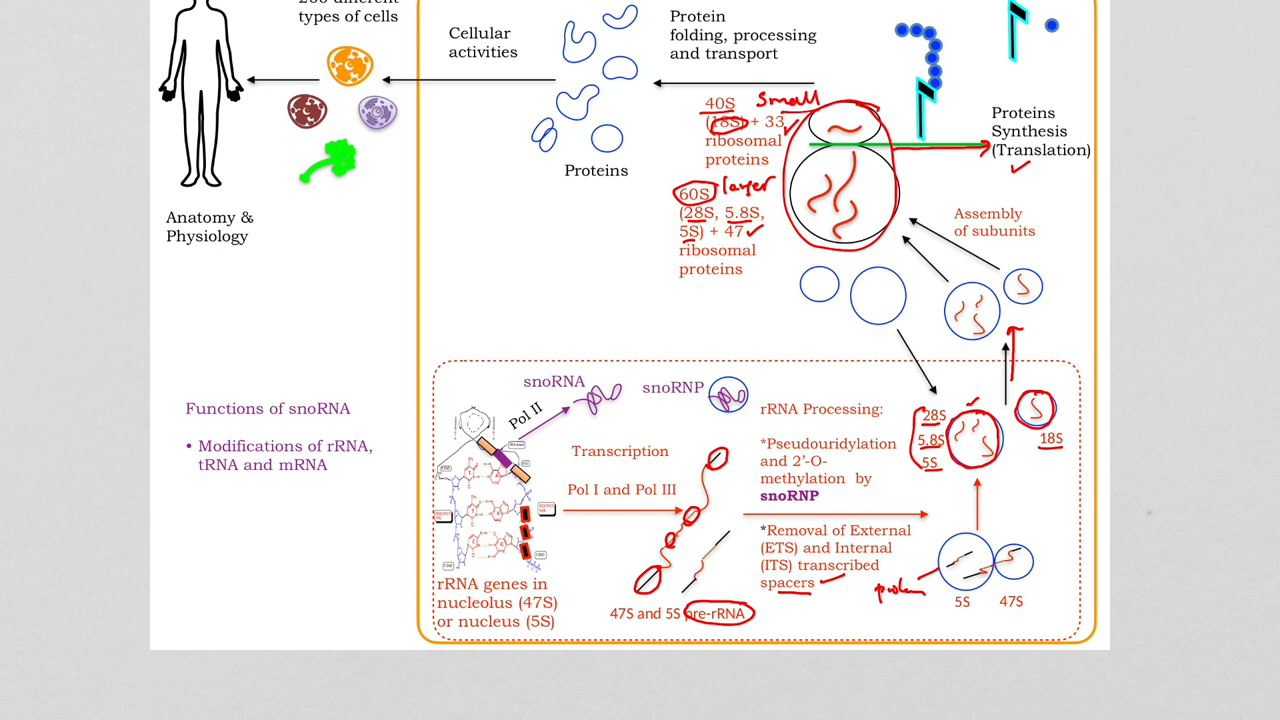 200 different
types of cells
Cellular
activities
Protein
folding, processing
and transport
Proteins
Anatomy &
Physiology
40S
small
(18S) + 33
ribosomal
proteins
60S
layer
(28S, 5.8S,
5S) + 47
ribosomal
proteins
Proteins
Synthesis
(Translation)
Assembly
of subunits
Functions of snoRNA
• Modifications of rRNA,
tRNA and mRNA
snoRNA
Pol II
snoRNP
Transcription
Pol I and Pol III
rRNA genes in
nucleolus (47S)
or nucleus (5S)
47S and 5S pre-rRNA
rRNA Processing:
*Pseudouridylation
and 2’-O-
methylation by
snoRNP
*Removal of External
(ETS) and Internal
(ITS) transcribed
spacers
28S
5.8S
5S
18S
5S
47S